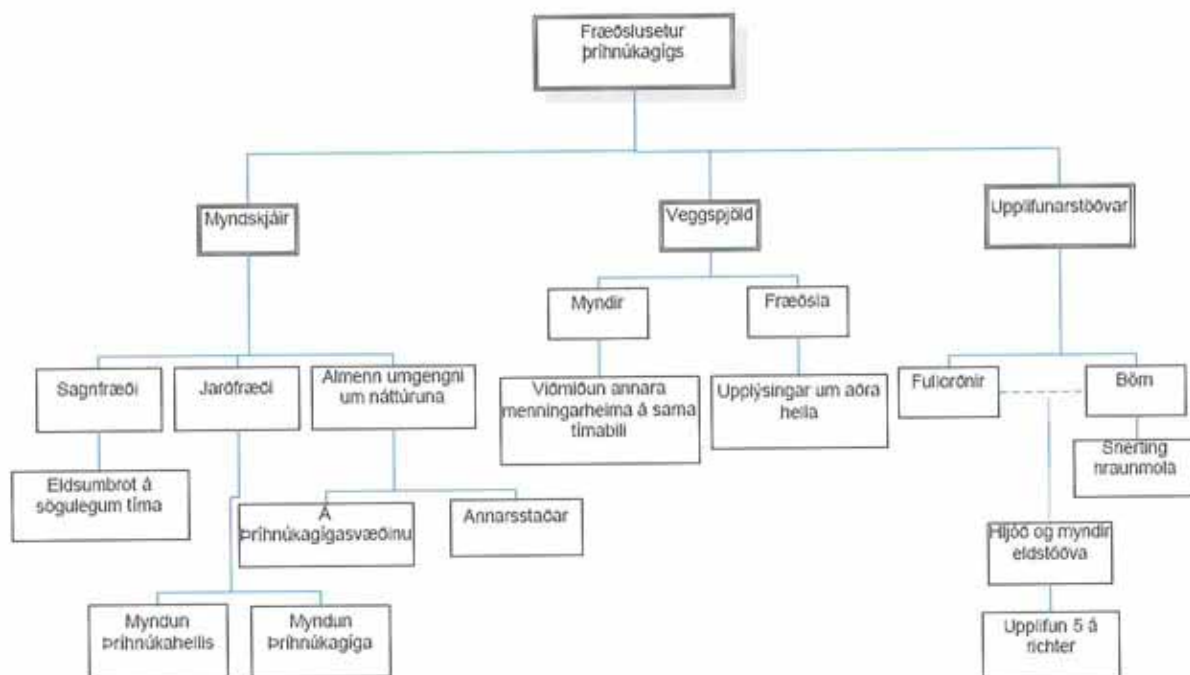 Fræðslusetur
þríhnúkagígs
Myndskjáir
Veggspjöld
Upplifunarstöðvar
Myndir
Fræðsla
Sagnfræði
Jarðfræði
Almenn umgengni
um náttúruna
Viðmiðun annara
menningarheima á sama
tímabili
Upplýsingar um aðra
hella
Fullorðnir
Börn
Snerting
hraunmola
Eldsumbrot á
sögulegum tíma
Á
Þríhnúkagígasvæðinu
Annarsstaðar
Hljóð og myndir
eldstöðva
Myndun
Þríhnúkahellis
Myndun
Þríhnúkagíga
Upplifun 5 á
richter